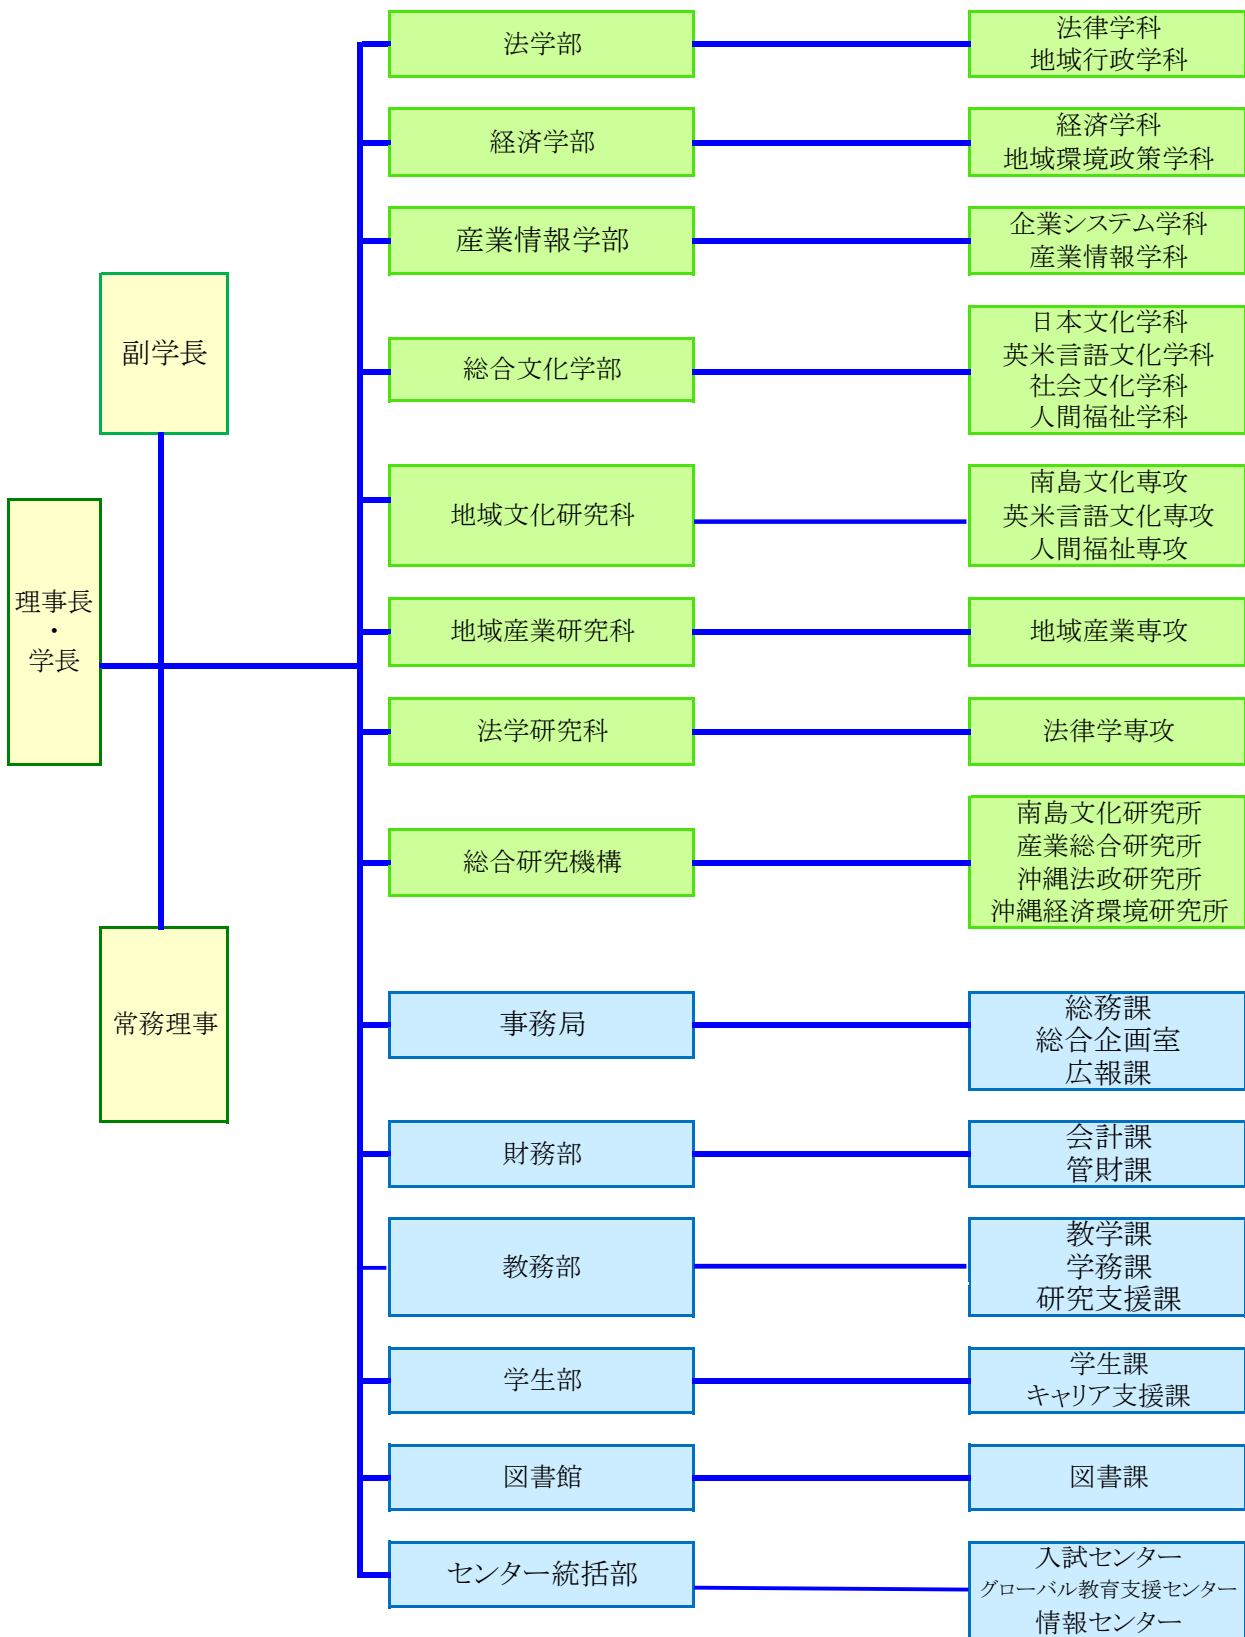 法学部
法律学科
地域行政学科
経済学部
経済学科
地域環境政策学科
産業情報学部
企業システム学科
産業情報学科
副学長
総合文化学部
日本文化学科
英米言語文化学科
社会文化学科
人間福祉学科
地域文化研究科
南島文化専攻
英米言語文化専攻
人間福祉専攻
理事長
・
学長
地域産業研究科
地域産業専攻
法学研究科
法律学専攻
総合研究機構
南島文化研究所
産業総合研究所
沖縄法政研究所
沖縄経済環境研究所
常務理事
事務局
総務課
総合企画室
広報課
財務部
会計課
管財課
教務部
教学課
学務課
研究支援課
学生部
学生課
キャリア支援課
図書館
図書課
センター統括部
入試センター
グローバル教育支援センター
情報センター